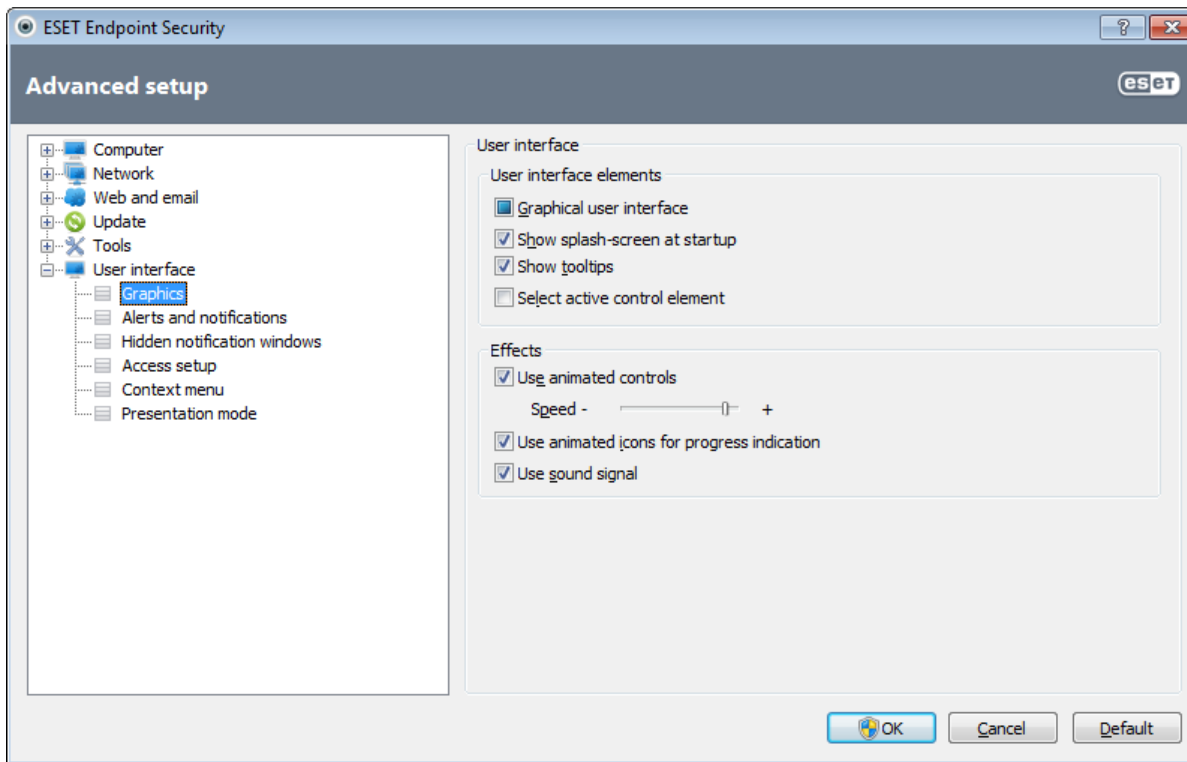 ESET Endpoint Security
?
Advanced setup
eset
Computer
Network
Web and email
Update
Tools
User interface
Graphics
Alerts and notifications
Hidden notification windows
Access setup
Context menu
Presentation mode
User interface
User interface elements
Graphical user interface
Show splash-screen at startup
Show tooltips
Select active control element
Effects
Use animated controls
Speed - +
Use animated icons for progress indication
Use sound signal
OK Cancel Default